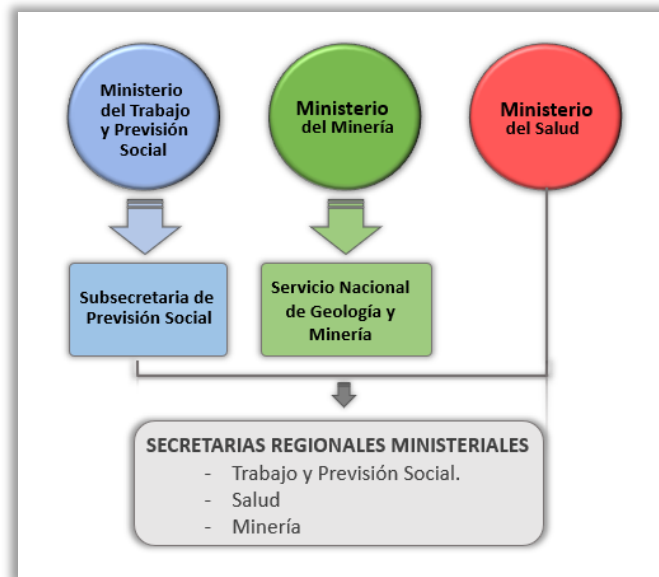 Ministerio
del Trabajo
y Previsión
Social
Ministerio
del Minería
Ministerio
del Salud
Subsecretaria de
Previsión Social
Servicio Nacional
de Geología y
Minería
SECRETARIAS REGIONALES MINISTERIALES
- Trabajo y Previsión Social.
- Salud
- Minería